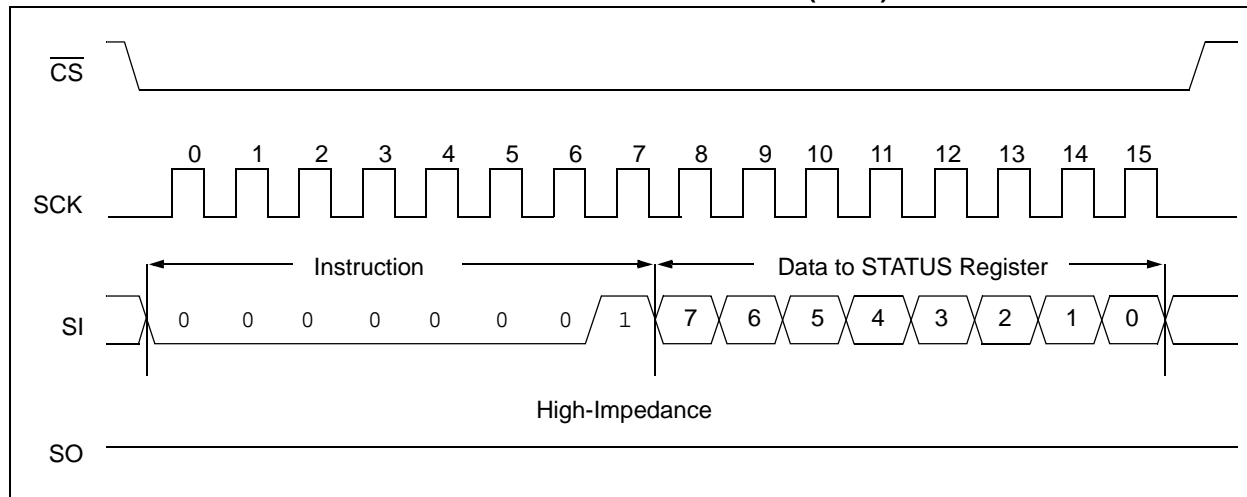 CS
0 1 2 3 4 5 6 7 8 9 10 11 12 13 14 15
SCK
Instruction Data to STATUS Register
SI 0 0 0 0 0 0 0 1 7 6 5 4 3 2 1 0
High-Impedance
SO